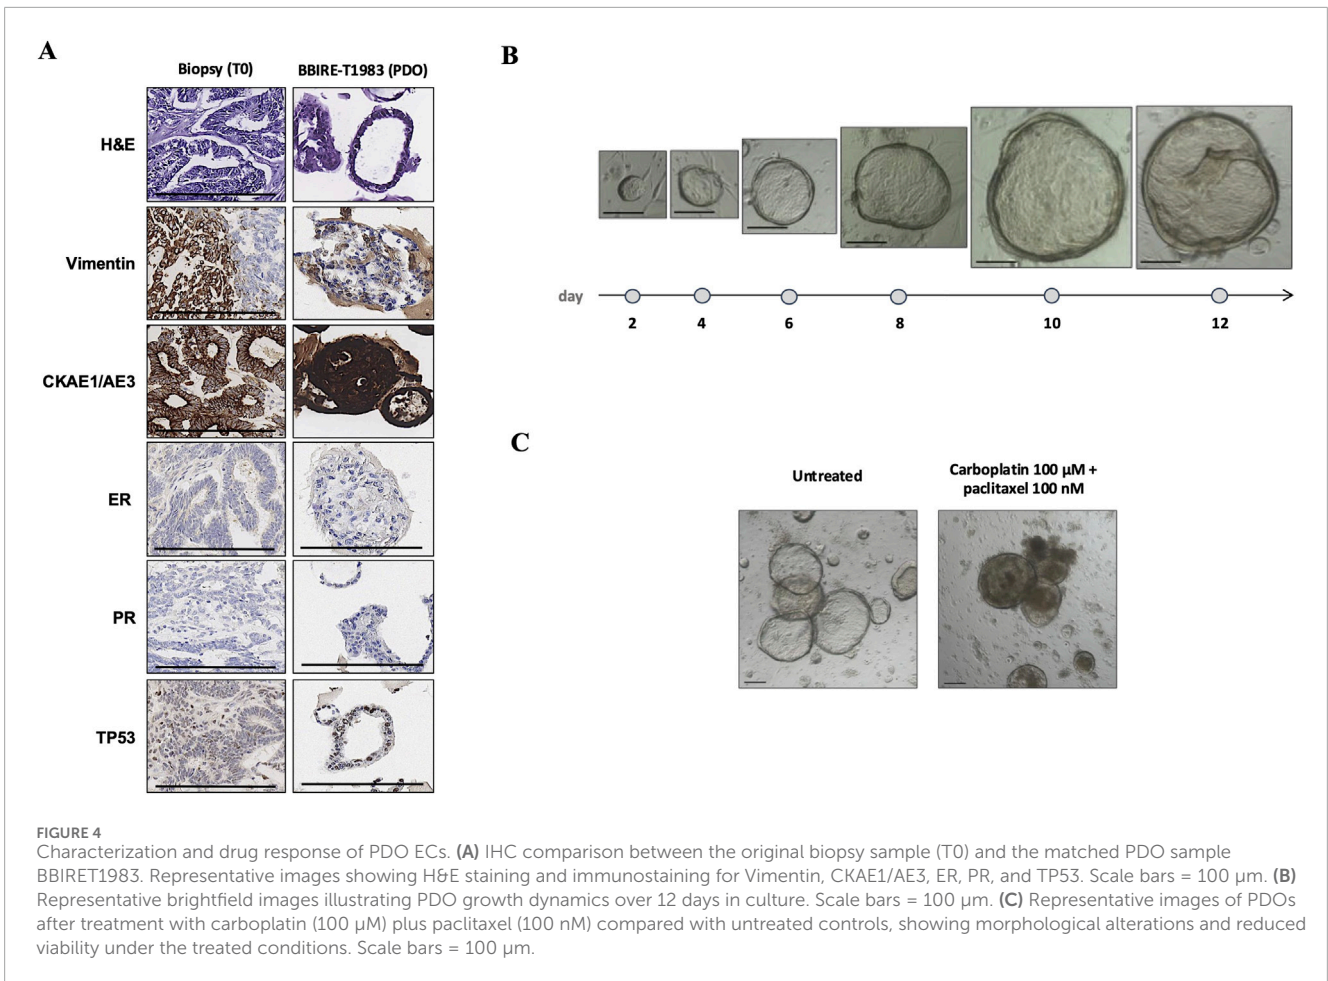 A
Biopsy (T0)
BBIRE-T1983 (PDO)
H&E
Vimentin
CKAE1/AE3
ER
PR
TP53
B
day
2
4
6
8
10
12
C
Untreated
Carboplatin 100 µM +
paclitaxel 100 nM
FIGURE 4
Characterization and drug response of PDO ECs. (A) IHC comparison between the original biopsy sample (T0) and the matched PDO sample
BBIRET1983. Representative images showing H&E staining and immunostaining for Vimentin, CKAE1/AE3, ER, PR, and TP53. Scale bars = 100 µm. (B)
Representative brightfield images illustrating PDO growth dynamics over 12 days in culture. Scale bars = 100 µm. (C) Representative images of PDOs
after treatment with carboplatin (100 µM) plus paclitaxel (100 nM) compared with untreated controls, showing morphological alterations and reduced
viability under the treated conditions. Scale bars = 100 µm.